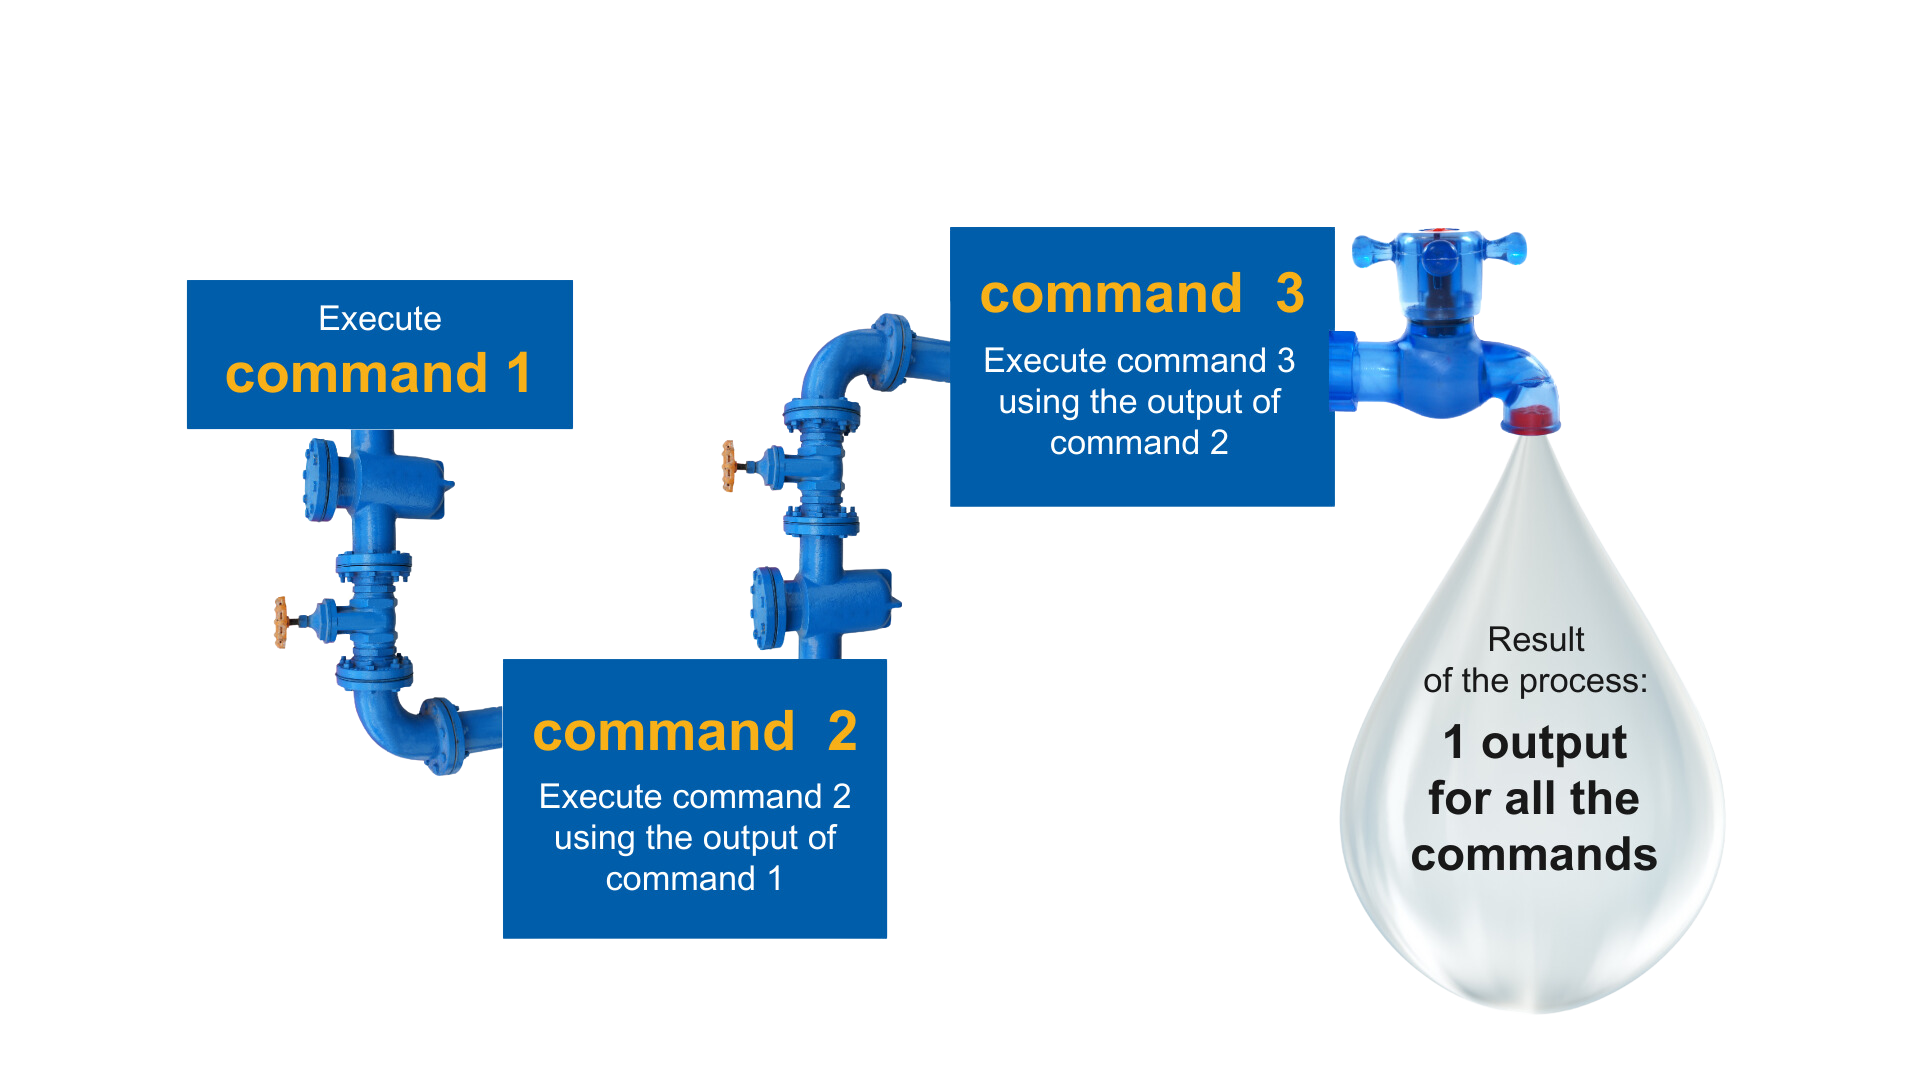 Execute
command 1
command 2
Execute command 2
using the output of
command 1
command 3
Execute command 3
using the output of
command 2
Result
of the process:
1 output
for all the
commands